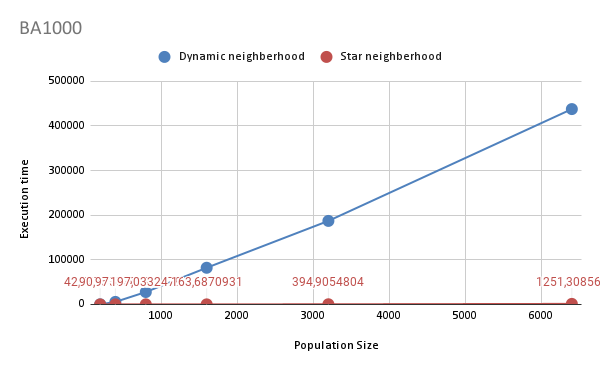 BA1000
Dynamic neighberhood
Star neighberhood
500000
400000
300000
200000
100000
0
Execution time
394,9054804
1251,30856
1000
2000
3000
4000
5000
6000
Population Size